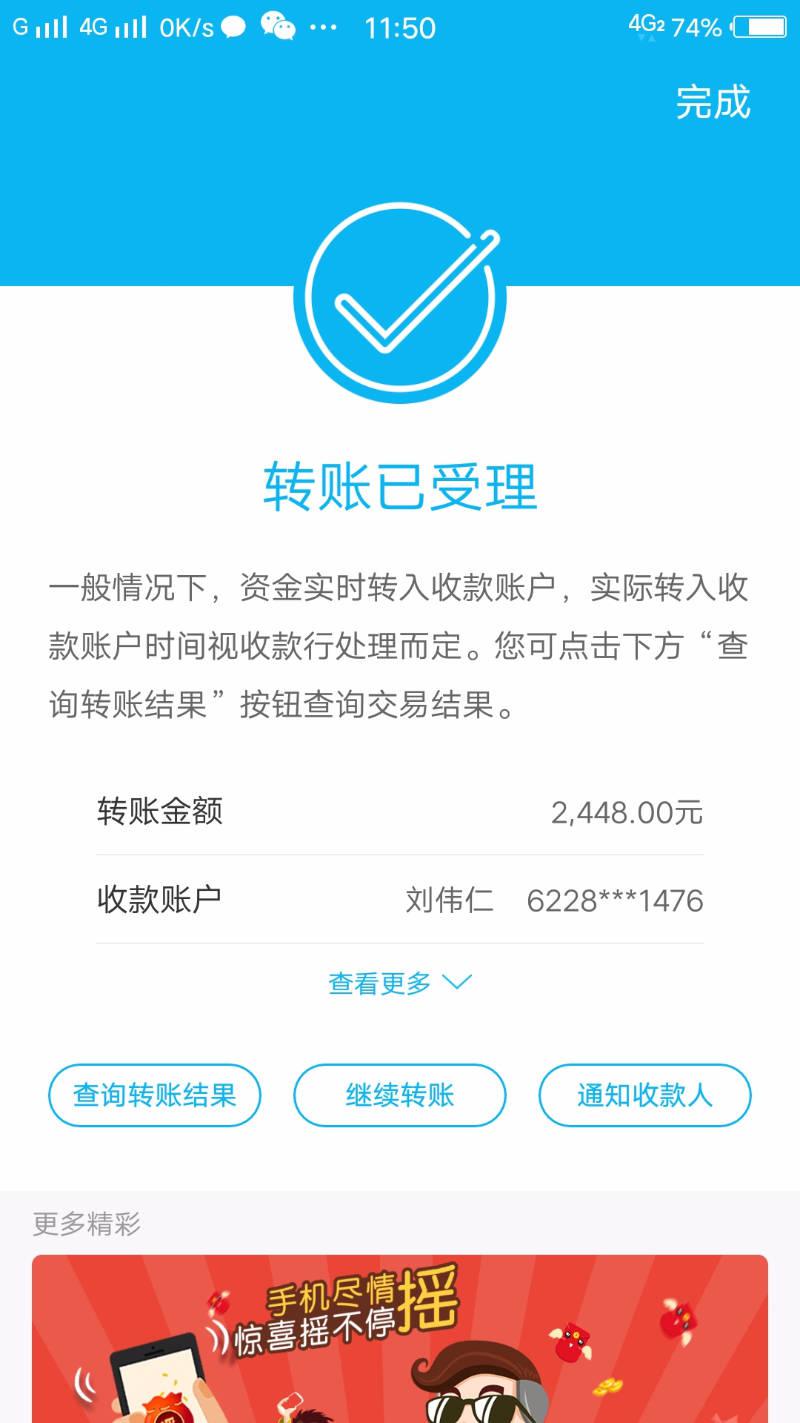 G 4G 0K/s ··· 11:50 4G2 74%
完成
转账已受理
一般情况下，资金实时转入收款账户，实际转入收
款账户时间视收款行处理而定。您可点击下方“查
询转账结果”按钮查询交易结果。
转账金额 2,448.00元
收款账户 刘伟仁 6228***1476
查看更多
查询转账结果 继续转账 通知收款人
更多精彩
手机尽情摇
惊喜摇不停